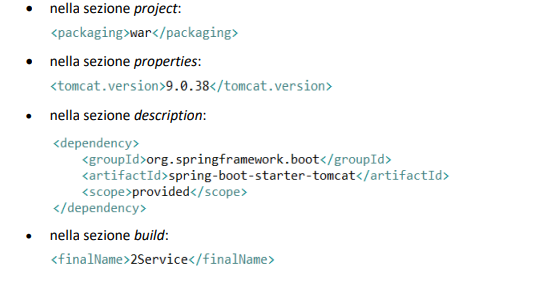 • nella sezione project:
<packaging>war</packaging>
• nella sezione properties:
<tomcat.version>9.0.38</tomcat.version>
• nella sezione description:
<dependency>
    <groupId>org.springframework.boot</groupId>
    <artifactId>spring-boot-starter-tomcat</artifactId>
    <scope>provided</scope>
</dependency>
• nella sezione build:
<finalName>2Service</finalName>